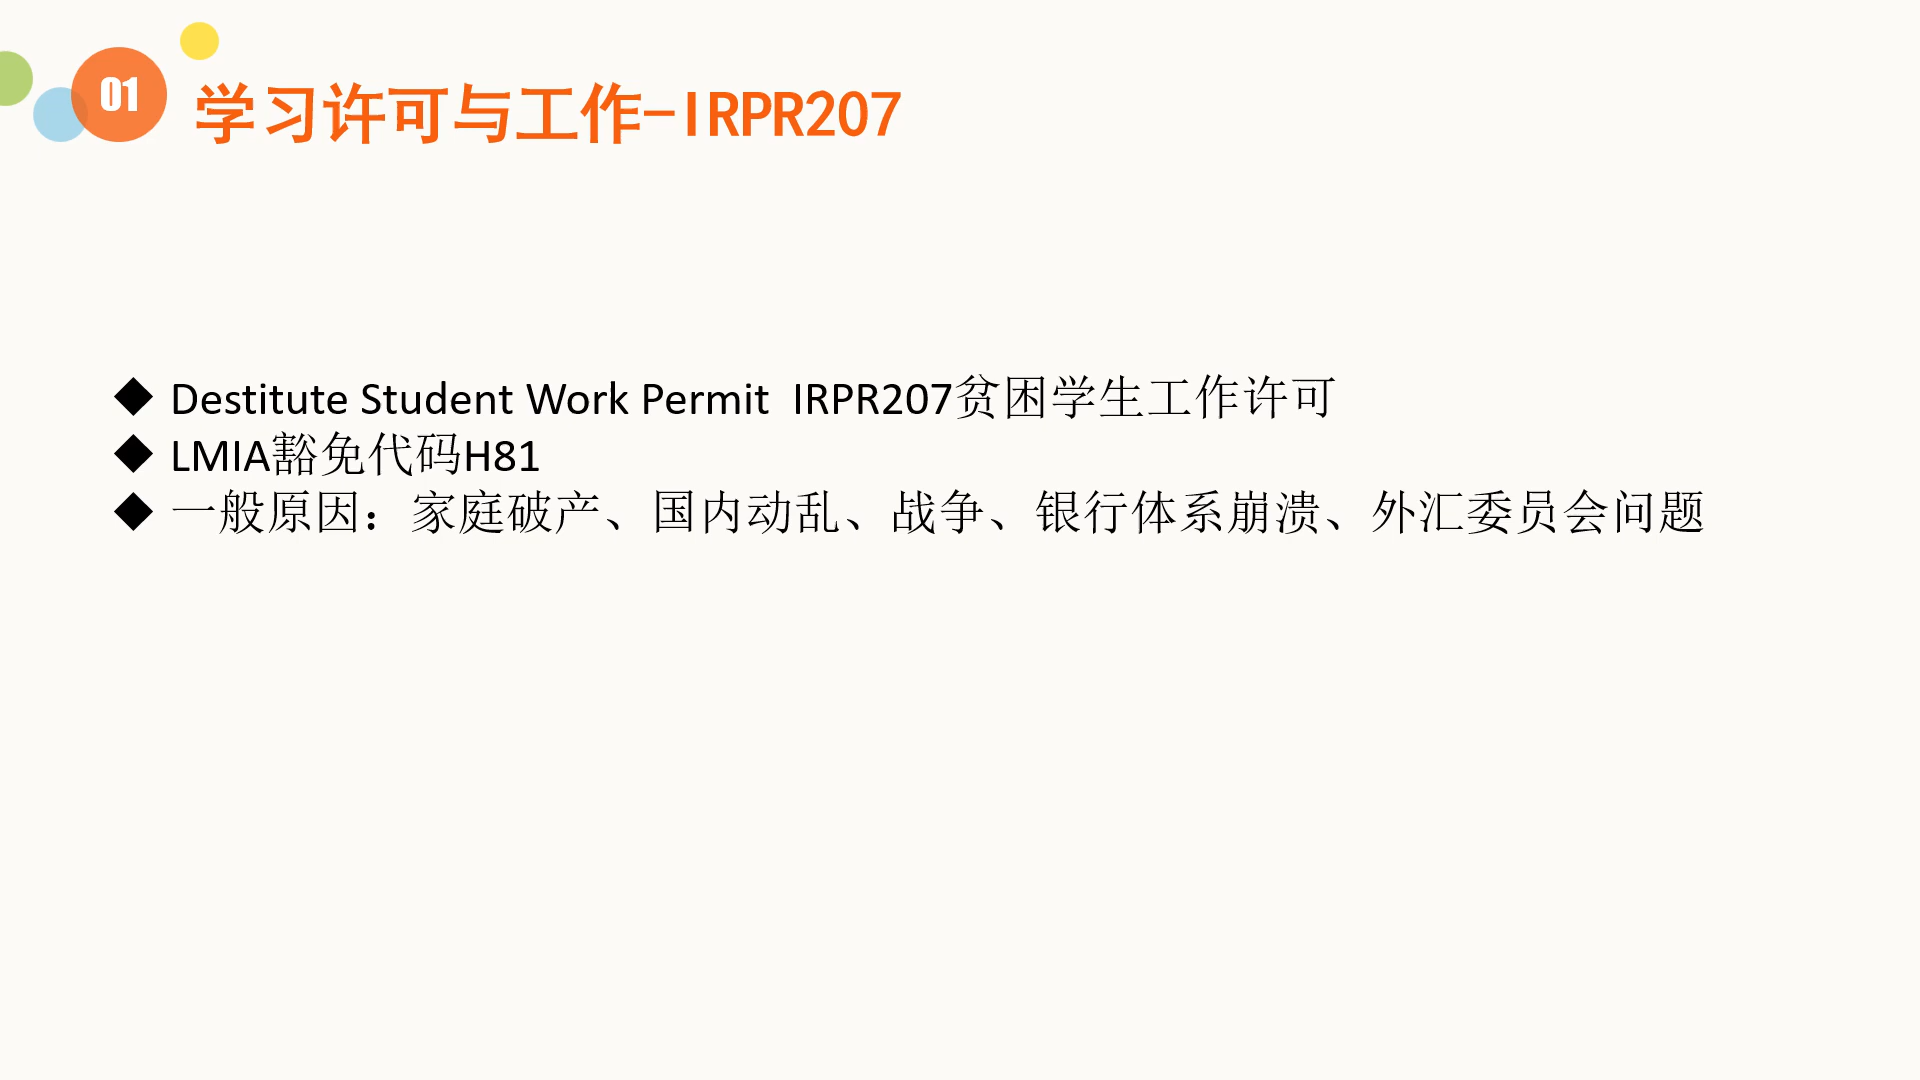 01
学习许可与工作-IRPR207
◆ Destitute Student Work Permit IRPR207贫困学生工作许可
◆ LMIA豁免代码H81
◆ 一般原因：家庭破产、国内动乱、战争、银行体系崩溃、外汇委员会问题